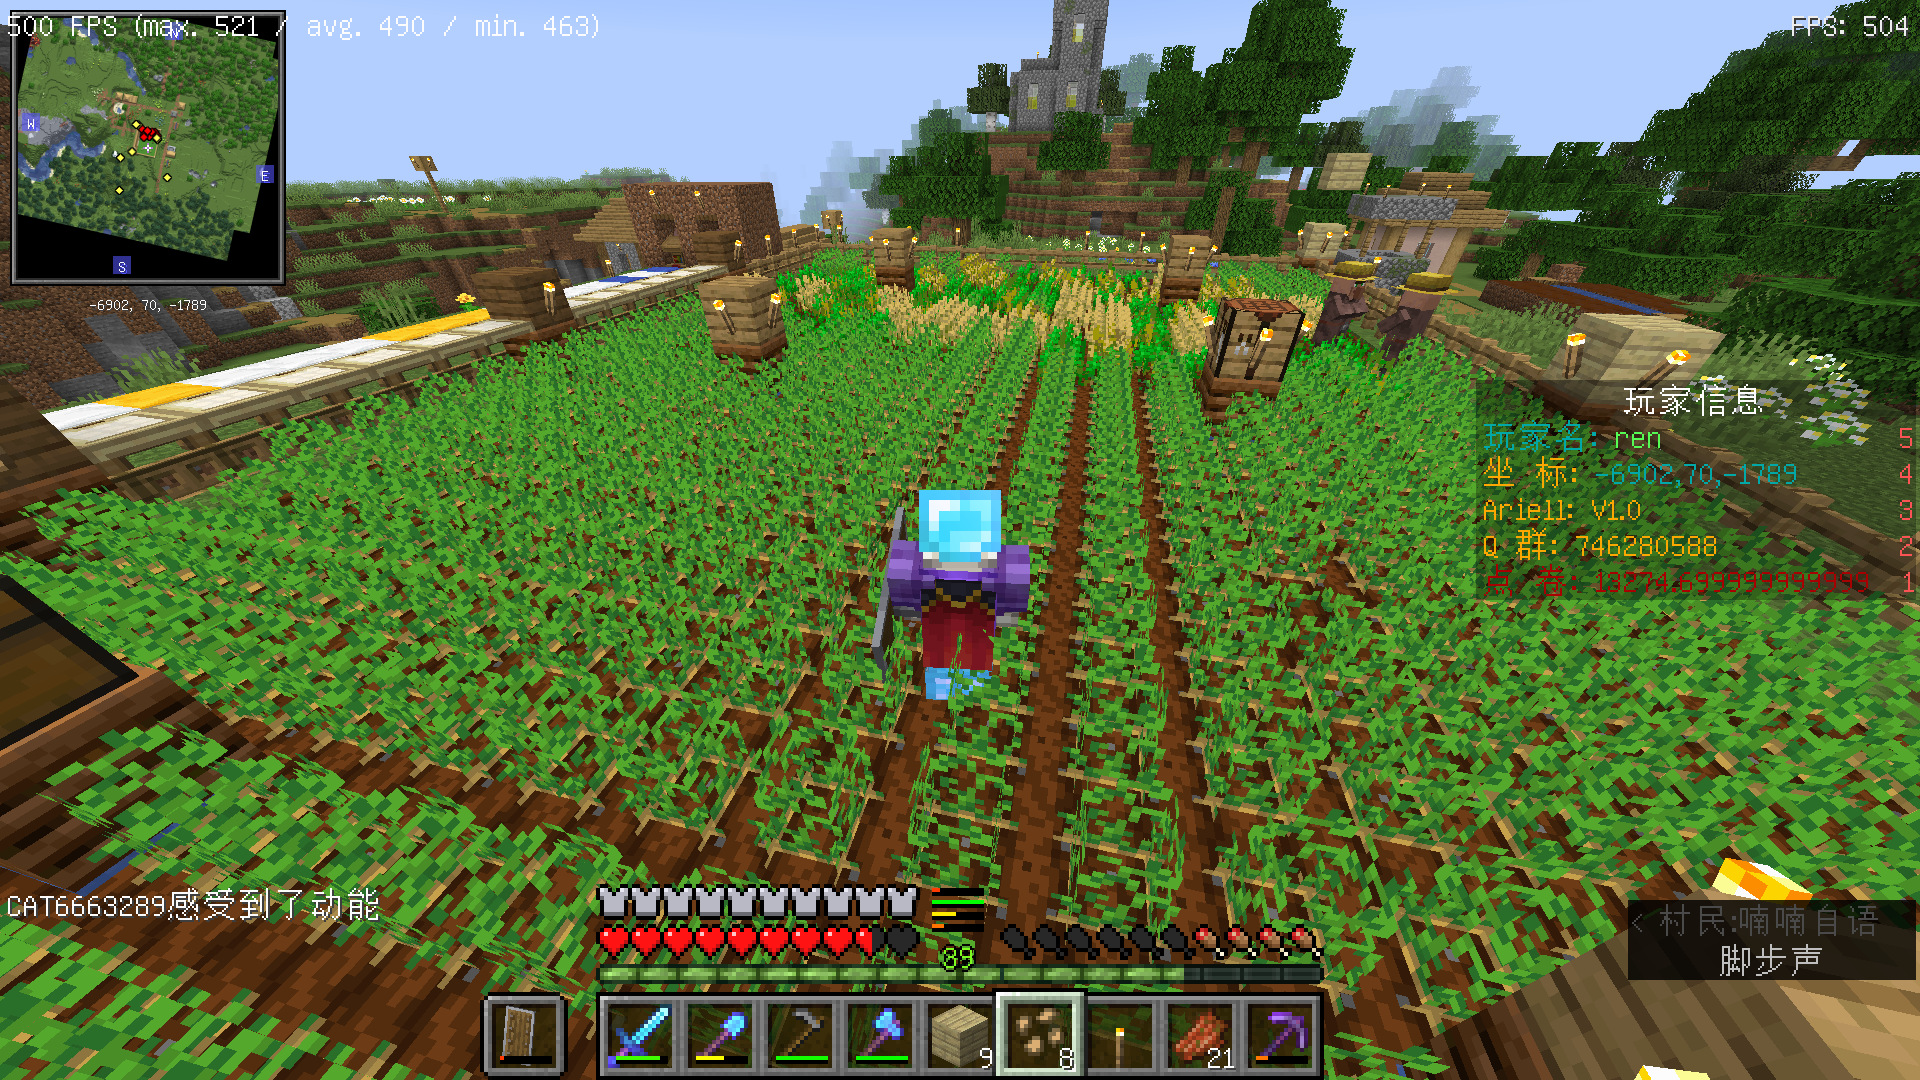 500 FPS (max. 521 / avg. 490 / min. 463)
FPS: 504
N
W
E
S
-6902, 70, -1789
玩家信息
玩家名: ren 5
坐 标: -6902,70,-1789 4
Ariell: V1.0 3
Q 群: 746280588 2
点 卷: 13274.699999999999 1
CAT6663289感受到了动能
< 村民:喃喃自语
脚步声
89
9
8
21